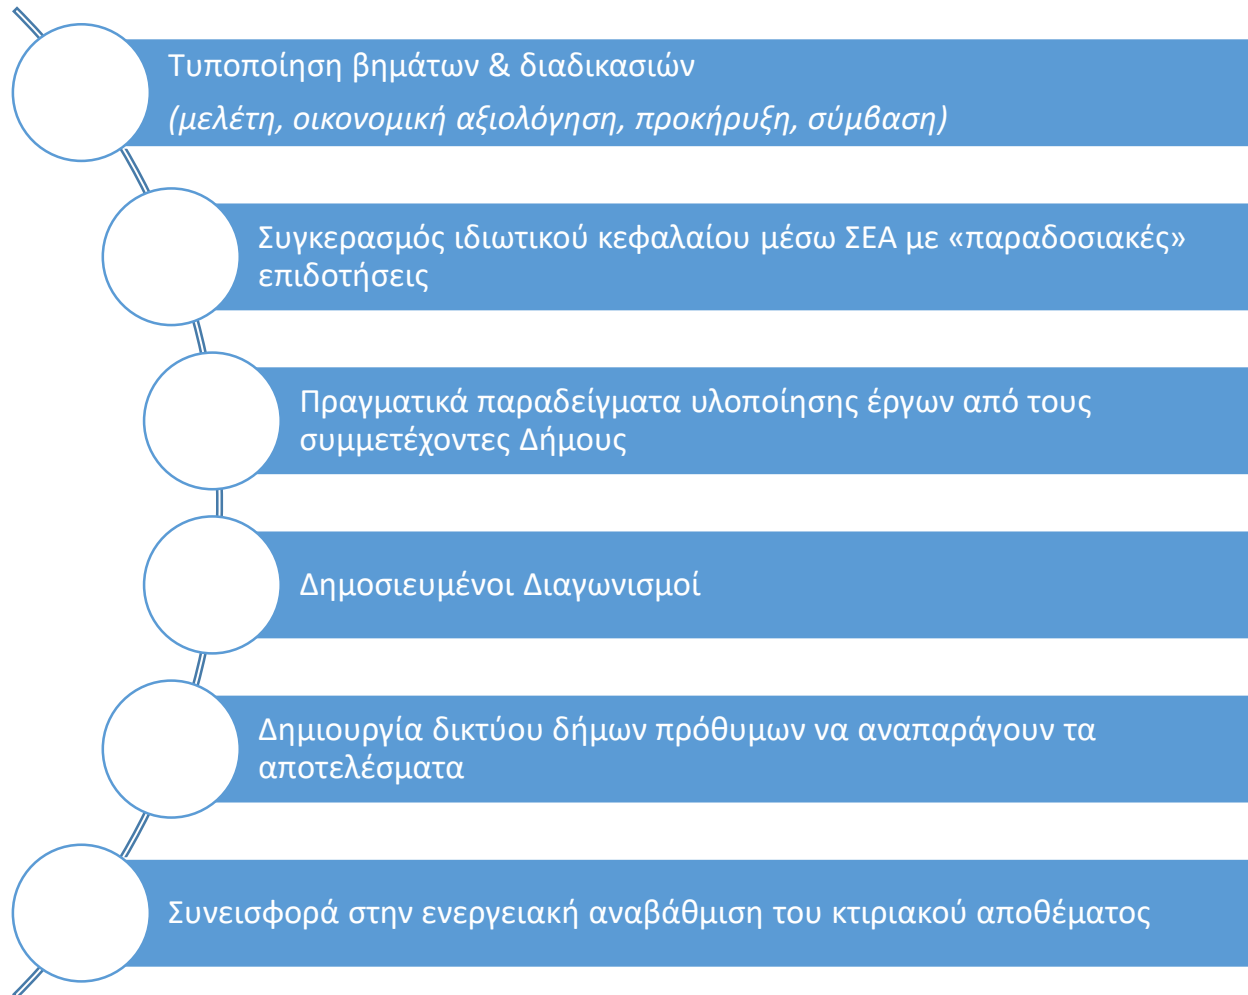 Τυποποίηση βημάτων & διαδικασιών
(μελέτη, οικονομική αξιολόγηση, προκήρυξη, σύμβαση)
Συγκερασμός ιδιωτικού κεφαλαίου μέσω ΣΕΑ με «παραδοσιακές»
επιδοτήσεις
Πραγματικά παραδείγματα υλοποίησης έργων από τους
συμμετέχοντες Δήμους
Δημοσιευμένοι Διαγωνισμοί
Δημιουργία δικτύου δήμων πρόθυμων να αναπαράγουν τα
αποτελέσματα
Συνεισφορά στην ενεργειακή αναβάθμιση του κτιριακού αποθέματος